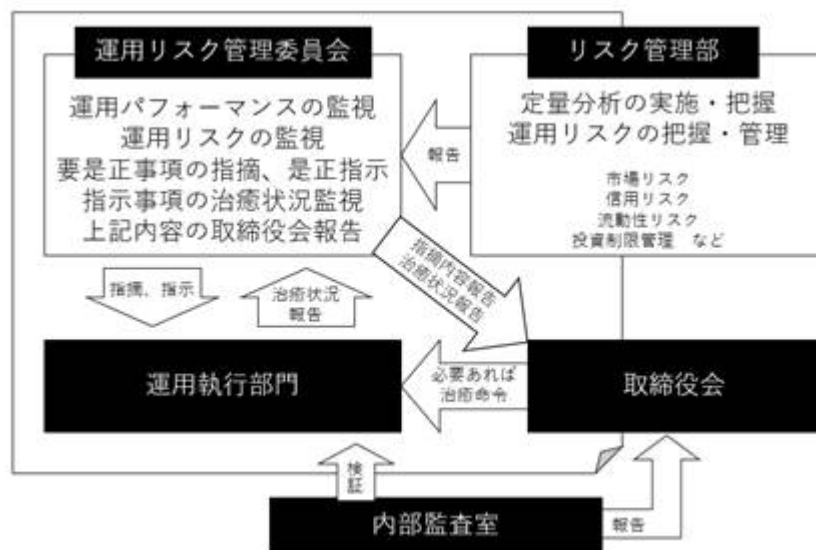 運用リスク管理委員会
運用パフォーマンスの監視
運用リスクの監視
要是正事項の指摘、是正指示
指示事項の治癒状況監視
上記内容の取締役会報告
リスク管理部
定量分析の実施・把握
運用リスクの把握・管理
市場リスク
信用リスク
流動性リスク
投資制限管理 など
報告
指摘、指示
治癒状況
報告
指摘内容報告
治癒状況報告
運用執行部門
必要あれば
治癒命令
取締役会
検証
内部監査室
報告